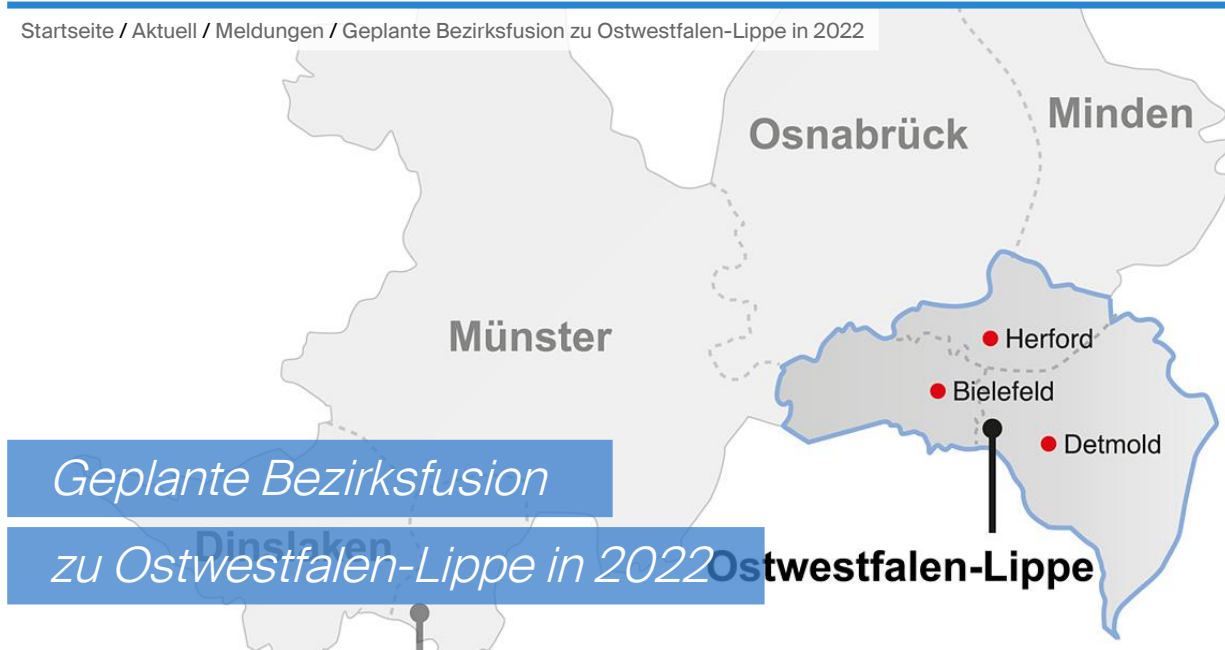 Startseite / Aktuell / Meldungen / Geplante Bezirksfusion zu Ostwestfalen-Lippe in 2022
Minden
Osnabrück
Münster
Herford
Bielefeld
Detmold
Geplante Bezirksfusion
Dinslaken
zu Ostwestfalen-Lippe in 2022
Ostwestfalen-Lippe